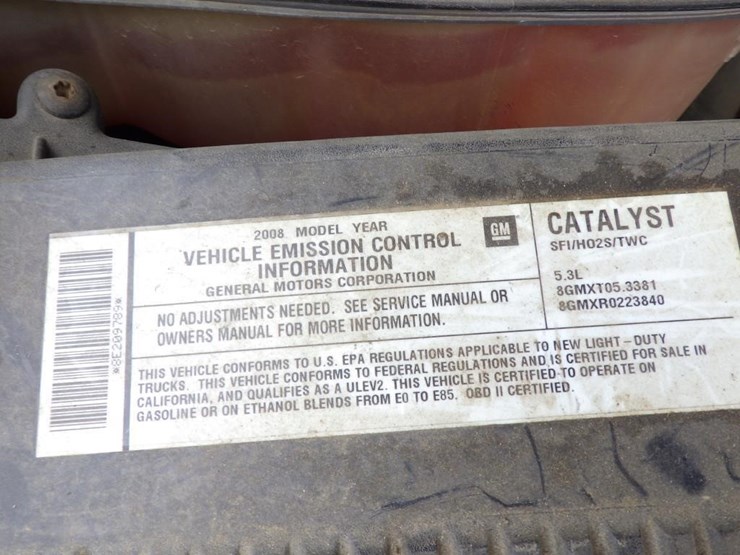 2008 MODEL YEAR
VEHICLE EMISSION CONTROL
INFORMATION
GENERAL MOTORS CORPORATION
GM
CATALYST
SFI/HO2S/TWC
5.3L
8GMXT05.3381
8GMXR0223840
NO ADJUSTMENTS NEEDED. SEE SERVICE MANUAL OR
OWNERS MANUAL FOR MORE INFORMATION.
THIS VEHICLE CONFORMS TO U.S. EPA REGULATIONS APPLICABLE TO NEW LIGHT-DUTY
TRUCKS. THIS VEHICLE CONFORMS TO FEDERAL REGULATIONS AND IS CERTIFIED FOR SALE IN
CALIFORNIA, AND QUALIFIES AS A ULEV2. THIS VEHICLE IS CERTIFIED TO OPERATE ON
GASOLINE OR ON ETHANOL BLENDS FROM E0 TO E85. OBD II CERTIFIED.
*8E209789*